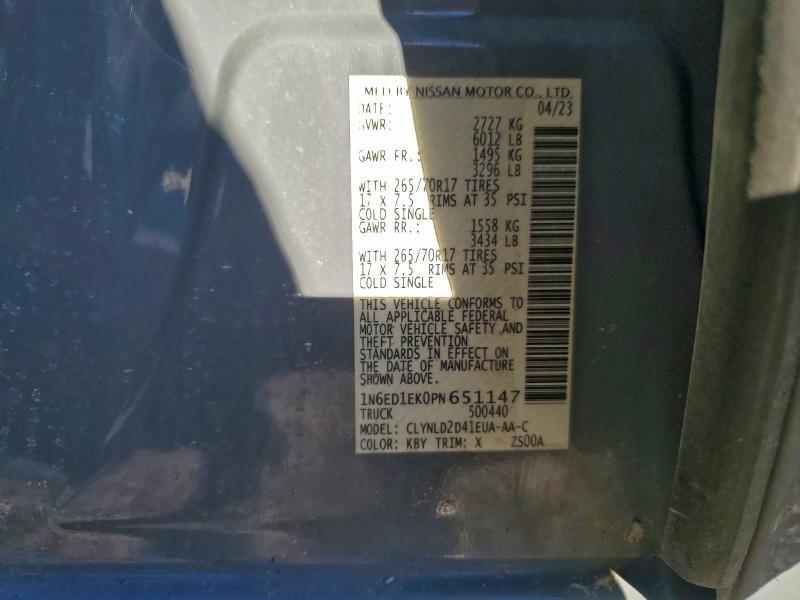 MFD BY NISSAN MOTOR CO., LTD.
DATE: 04/23
GVWR: 2727 KG
6012 LB
GAWR FR.: 1495 KG
3296 LB
WITH 265/70R17 TIRES
17 X 7.5 RIMS AT 35 PSI
COLD SINGLE
GAWR RR.: 1558 KG
3434 LB
WITH 265/70R17 TIRES
17 X 7.5 RIMS AT 35 PSI
COLD SINGLE
THIS VEHICLE CONFORMS TO
ALL APPLICABLE FEDERAL
MOTOR VEHICLE SAFETY AND
THEFT PREVENTION
STANDARDS IN EFFECT ON
THE DATE OF MANUFACTURE
SHOWN ABOVE.
1N6ED1EK0PN651147
TRUCK 500440
MODEL: CLYNLD2D41EUA-AA-C
COLOR: KBY TRIM: X ZS00A